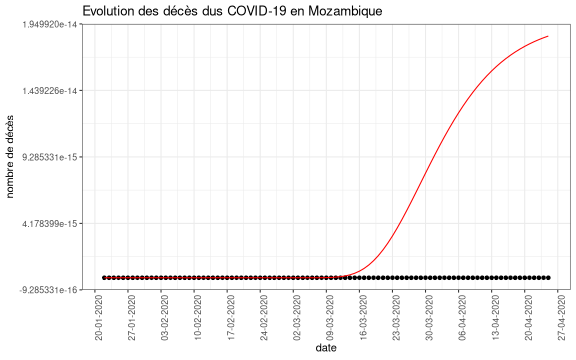 Evolution des décès dus COVID-19 en Mozambique
nombre de décès
1.949920e-14
1.439226e-14
9.285331e-15
4.178399e-15
-9.285331e-16
20-01-2020
27-01-2020
03-02-2020
10-02-2020
17-02-2020
24-02-2020
02-03-2020
09-03-2020
16-03-2020
23-03-2020
30-03-2020
06-04-2020
13-04-2020
20-04-2020
27-04-2020
date